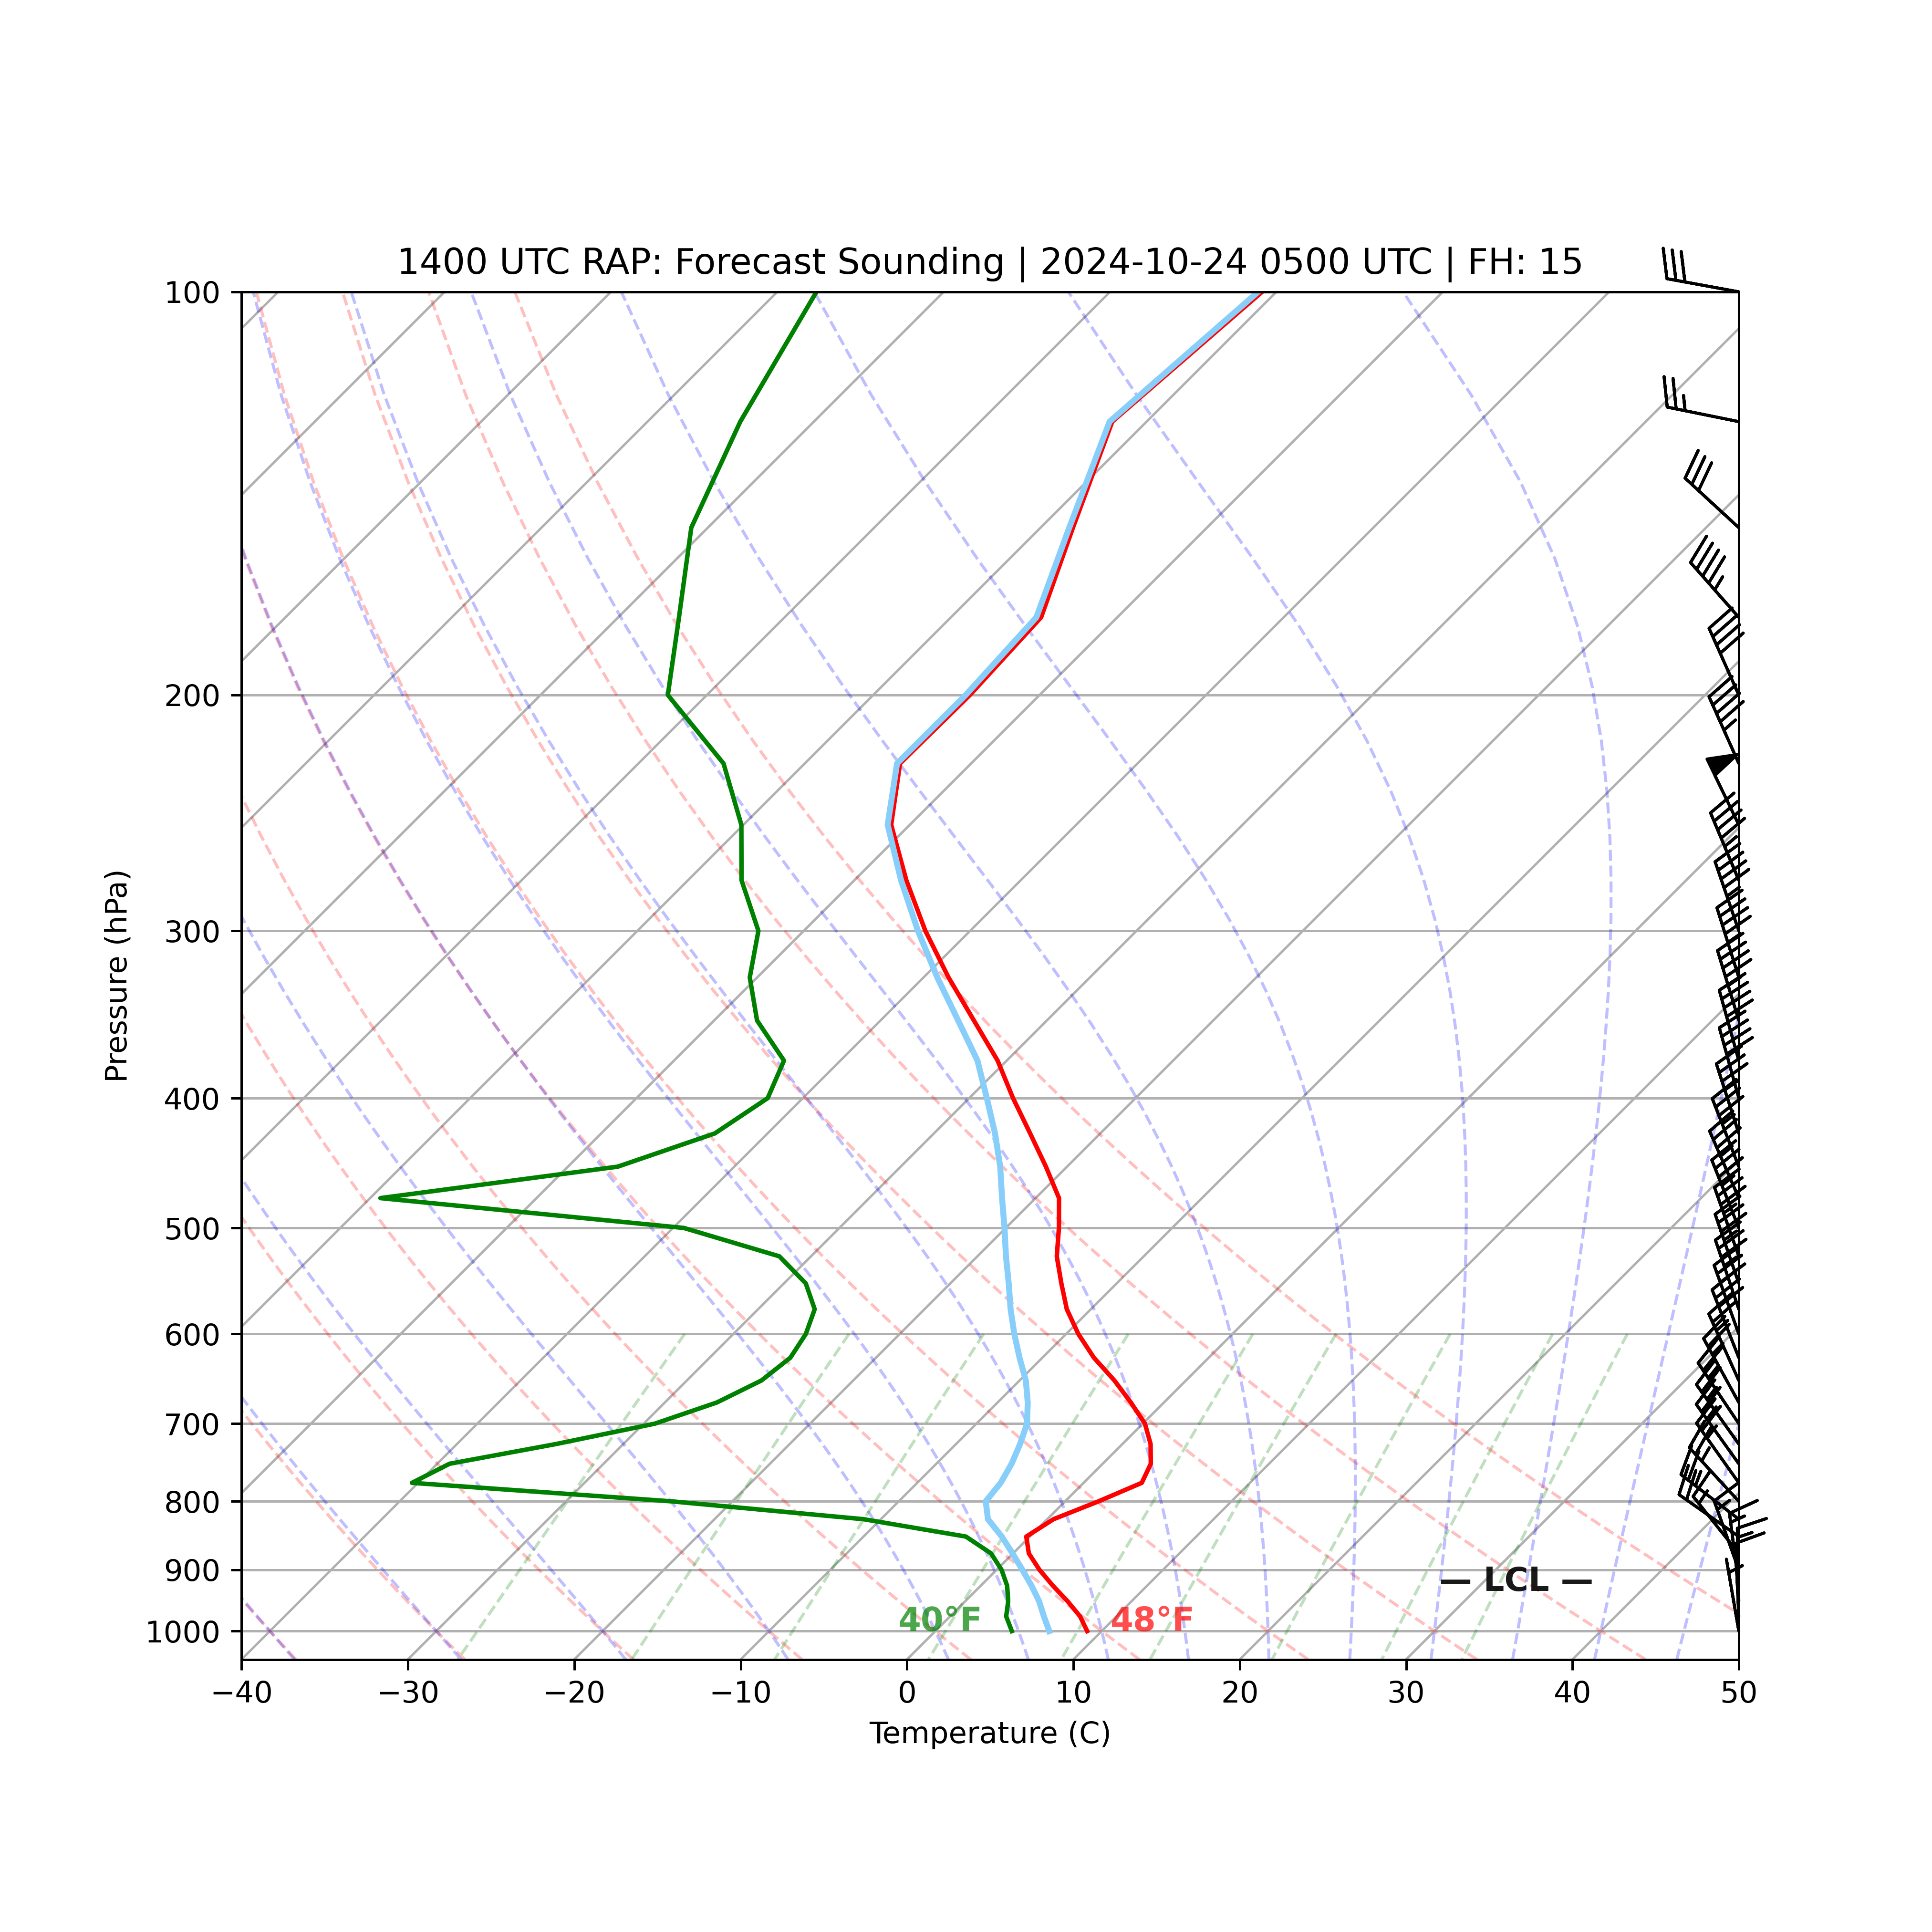 1400 UTC RAP: Forecast Sounding | 2024-10-24 0500 UTC | FH: 15
100
200
300
400
500
600
700
800
900
1000
Pressure (hPa)
— LCL —
40°F
48°F
−40 −30 −20 −10 0 10 20 30 40 50
Temperature (C)